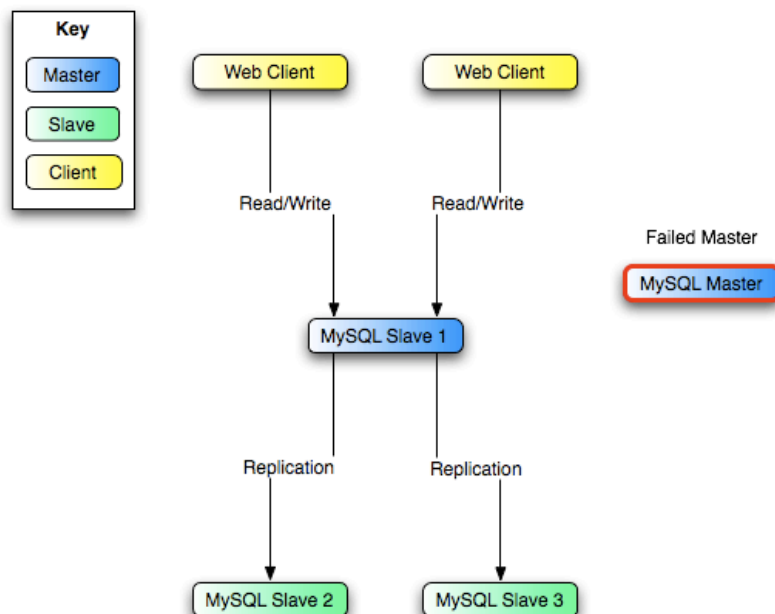 Key
Master
Slave
Client
Web Client
Web Client
Read/Write
Read/Write
Failed Master
MySQL Master
MySQL Slave 1
Replication
Replication
MySQL Slave 2
MySQL Slave 3